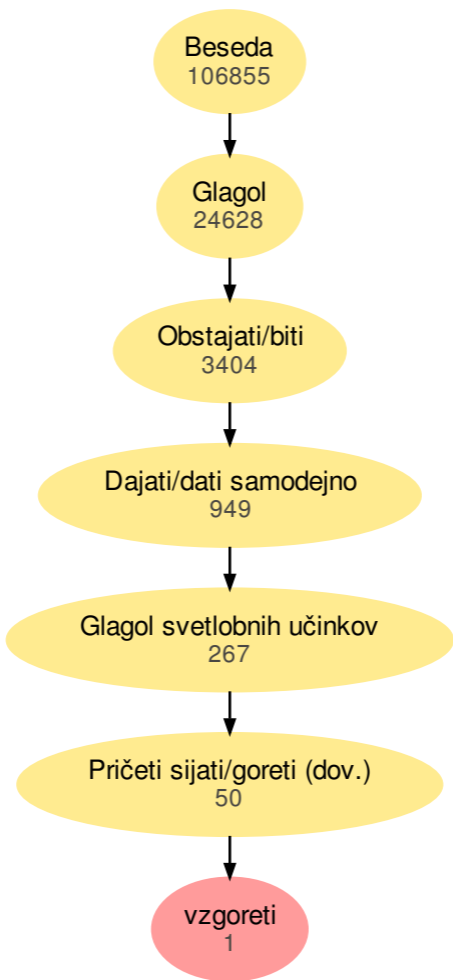 Beseda
106855
Glagol
24628
Obstajati/biti
3404
Dajati/dati samodejno
949
Glagol svetlobnih učinkov
267
Pričeti sijati/goreti (dov.)
50
vzgoreti
1